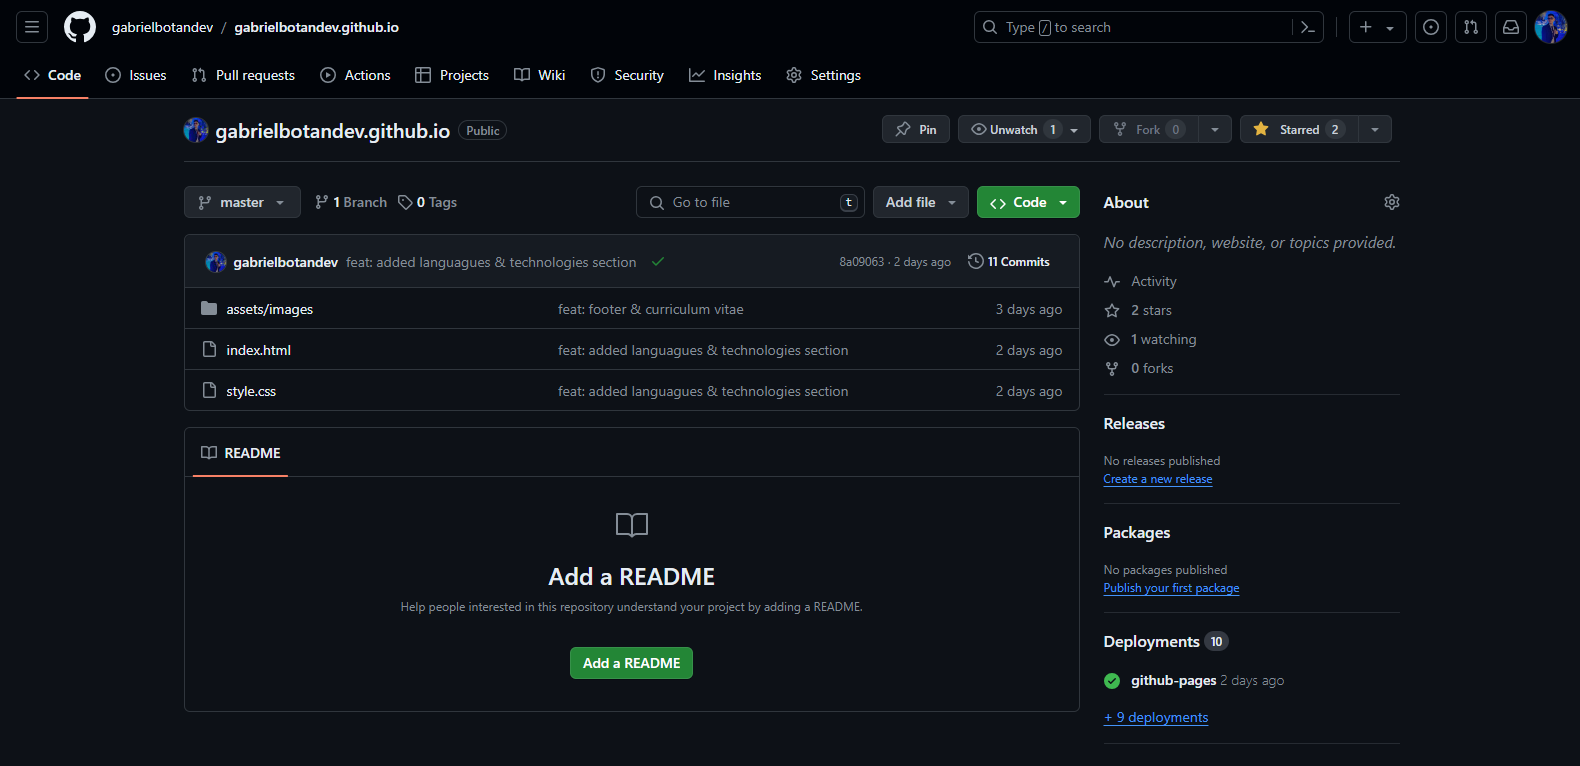 gabrielbotandev / gabrielbotandev.github.io
Type / to search
Code Issues Pull requests Actions Projects Wiki Security Insights Settings
gabrielbotandev.github.io Public
Pin Unwatch 1 Fork 0 Starred 2
master 1 Branch 0 Tags Go to file t Add file Code
gabrielbotandev feat: added languagues & technologies section 8a09063 · 2 days ago 11 Commits
assets/images feat: footer & curriculum vitae 3 days ago
index.html feat: added languagues & technologies section 2 days ago
style.css feat: added languagues & technologies section 2 days ago
README
Add a README
Help people interested in this repository understand your project by adding a README.
Add a README
About
No description, website, or topics provided.
Activity
2 stars
1 watching
0 forks
Releases
No releases published
Create a new release
Packages
No packages published
Publish your first package
Deployments 10
github-pages 2 days ago
+ 9 deployments